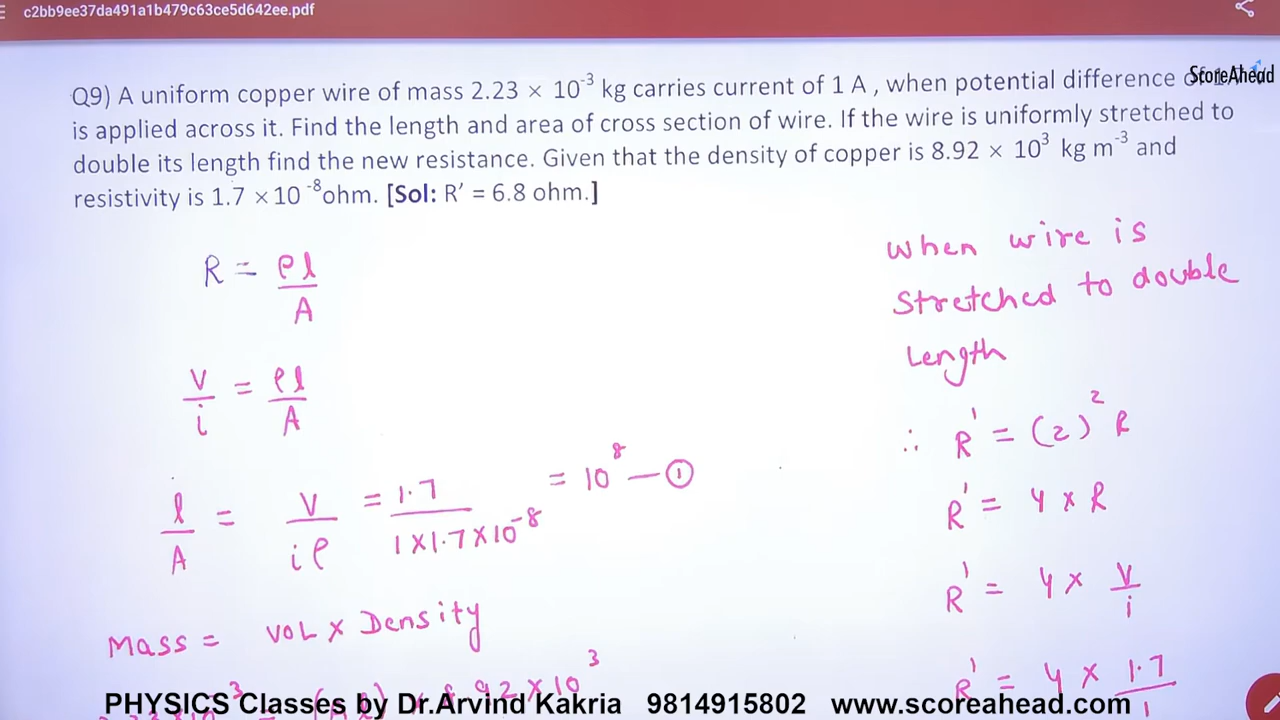 c2bb9ee37da491a1b479c63ce5d642ee.pdf
ScoreAhead
Q9) A uniform copper wire of mass 2.23 × 10⁻³ kg carries current of 1 A , when potential difference
is applied across it. Find the length and area of cross section of wire. If the wire is uniformly stretched to
double its length find the new resistance. Given that the density of copper is 8.92 × 10³ kg m⁻³ and
resistivity is 1.7 × 10 ⁻⁸ohm. [Sol: R’ = 6.8 ohm.]
R = ρl/A
V/i = ρl/A
l/A = V/iρ = 1.7/1×1.7×10⁻⁸ = 10⁸ — ①
Mass = VOL × Density
× 8.92×10³
When wire is
Stretched to double
Length
∴ R' = (2)² R
R' = 4 × R
R' = 4 × V/i
R' = 4 × 1.7/1
PHYSICS Classes by Dr.Arvind Kakria 9814915802 www.scoreahead.com